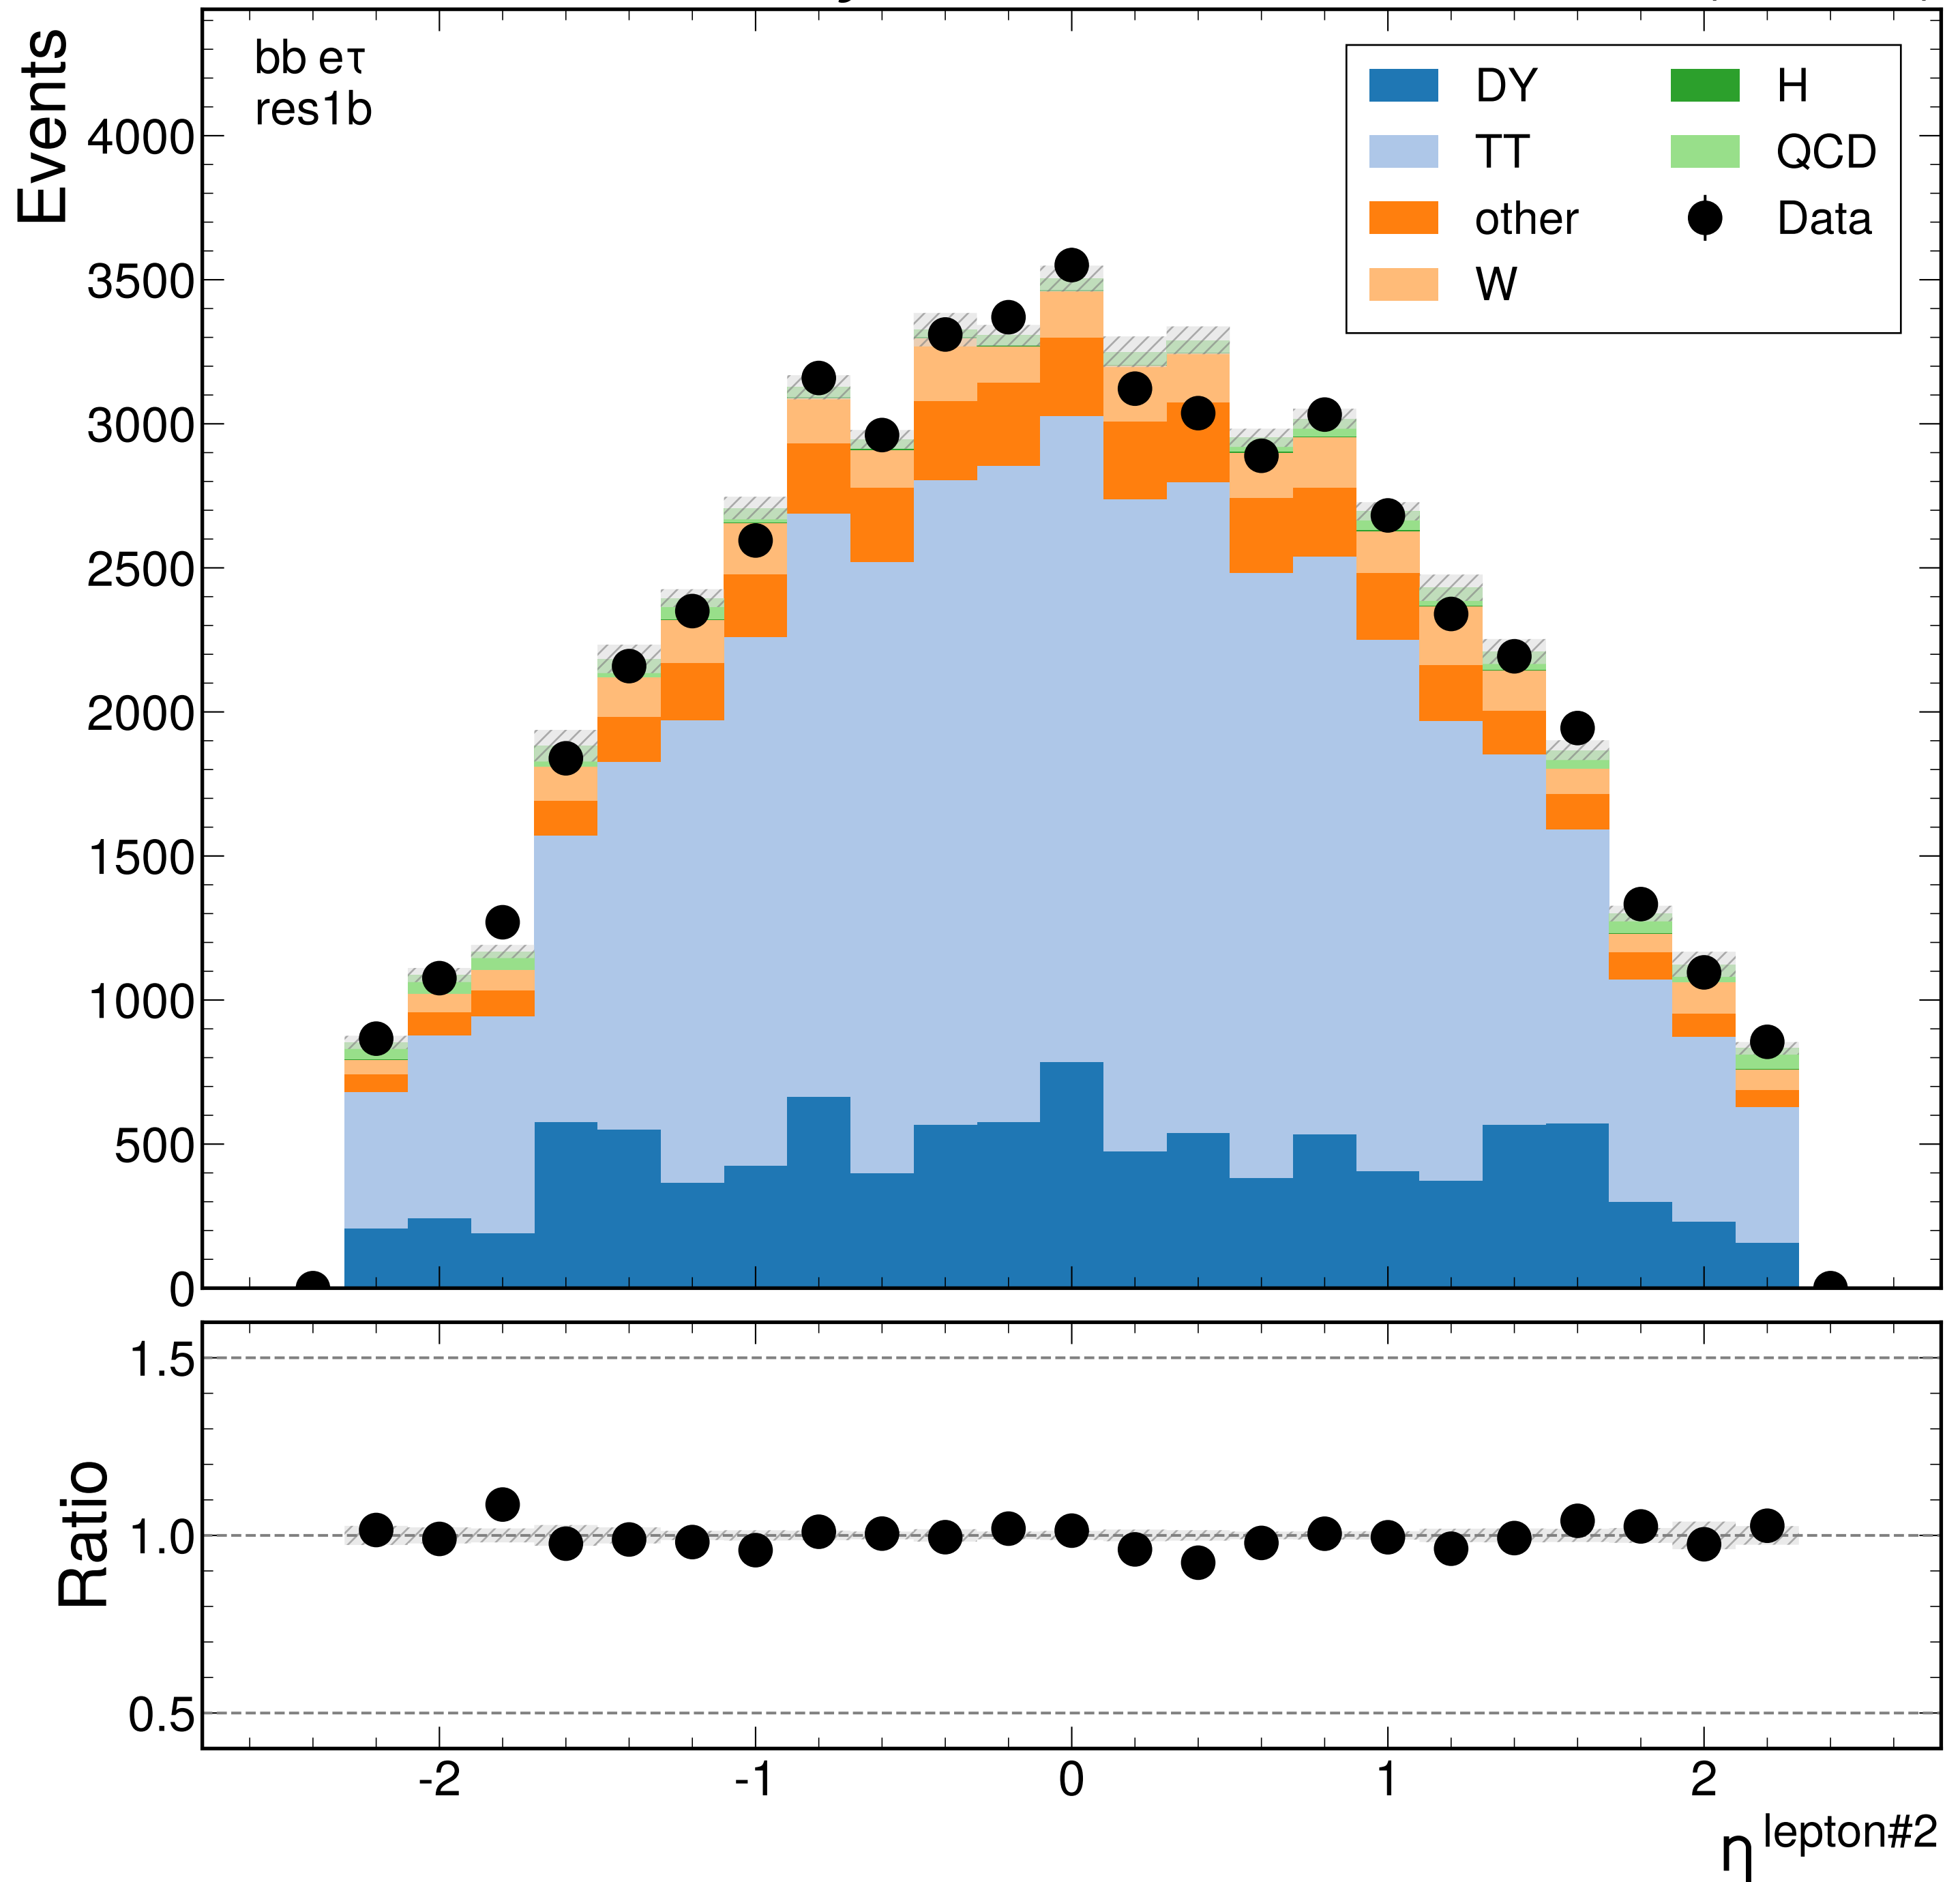 Events
bb eτ
res1b
DY
TT
other
W
H
QCD
Data
4000
3500
3000
2500
2000
1500
1000
500
0
Ratio
1.5
1.0
0.5
-2 -1 0 1 2
η lepton#2